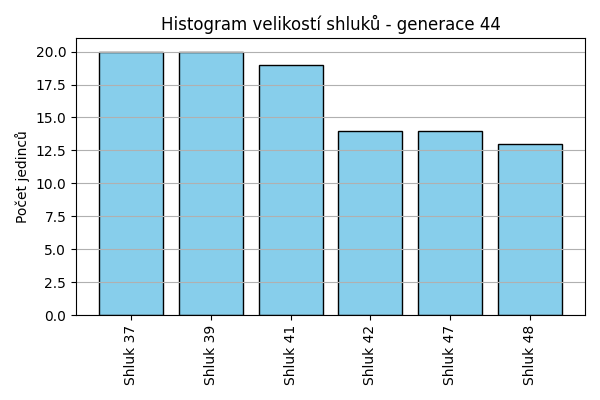 Histogram velikostí shluků - generace 44
Počet jedinců
20.0
17.5
15.0
12.5
10.0
7.5
5.0
2.5
0.0
Shluk 37
Shluk 39
Shluk 41
Shluk 42
Shluk 47
Shluk 48